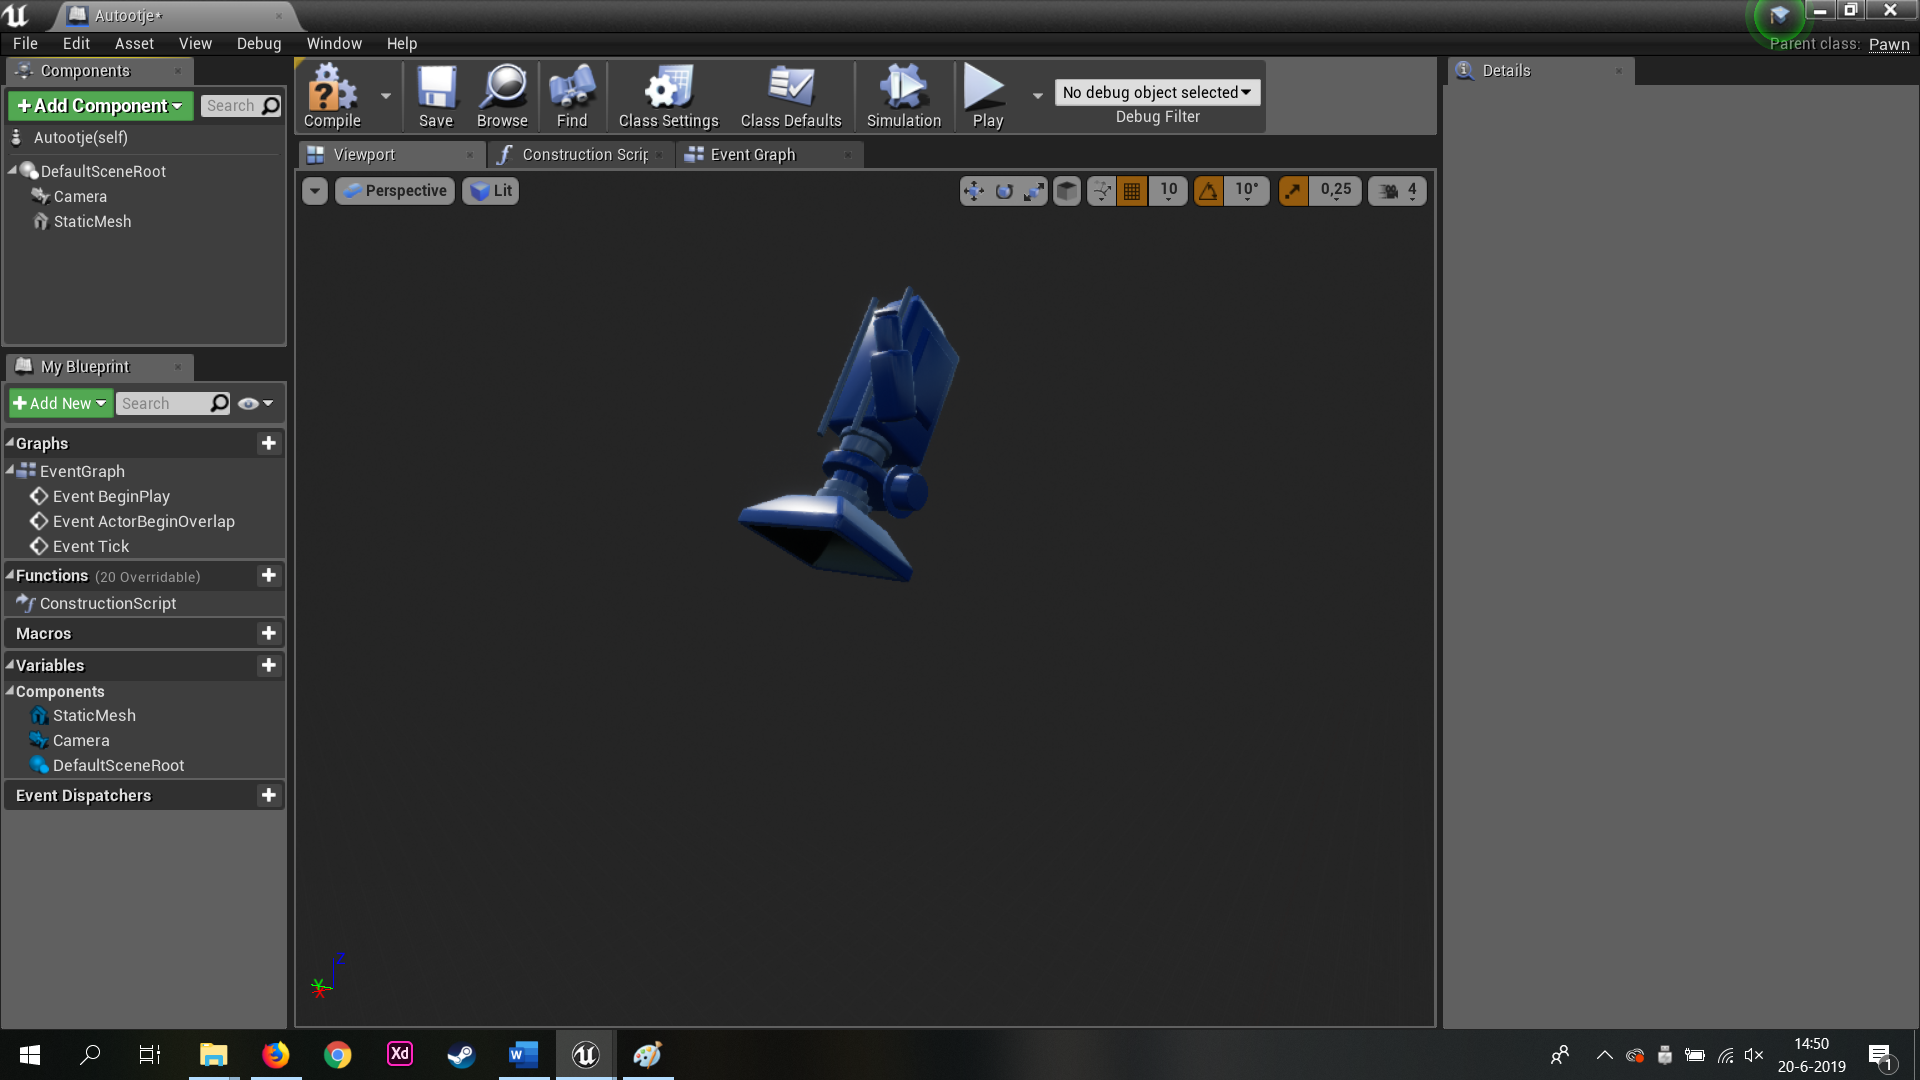 Autootje*
File Edit Asset View Debug Window Help
Parent class: Pawn
Components
Add Component
Search
Autootje(self)
DefaultSceneRoot
Camera
StaticMesh
My Blueprint
Add New
Search
Graphs
EventGraph
Event BeginPlay
Event ActorBeginOverlap
Event Tick
Functions (20 Overridable)
ConstructionScript
Macros
Variables
Components
StaticMesh
Camera
DefaultSceneRoot
Event Dispatchers
Compile
Save
Browse
Find
Class Settings
Class Defaults
Simulation
Play
No debug object selected
Debug Filter
Viewport
Construction Scrip
Event Graph
Perspective
Lit
10
10°
0,25
4
Z
Y
X
Details
Xd
W
14:50
20-6-2019
1